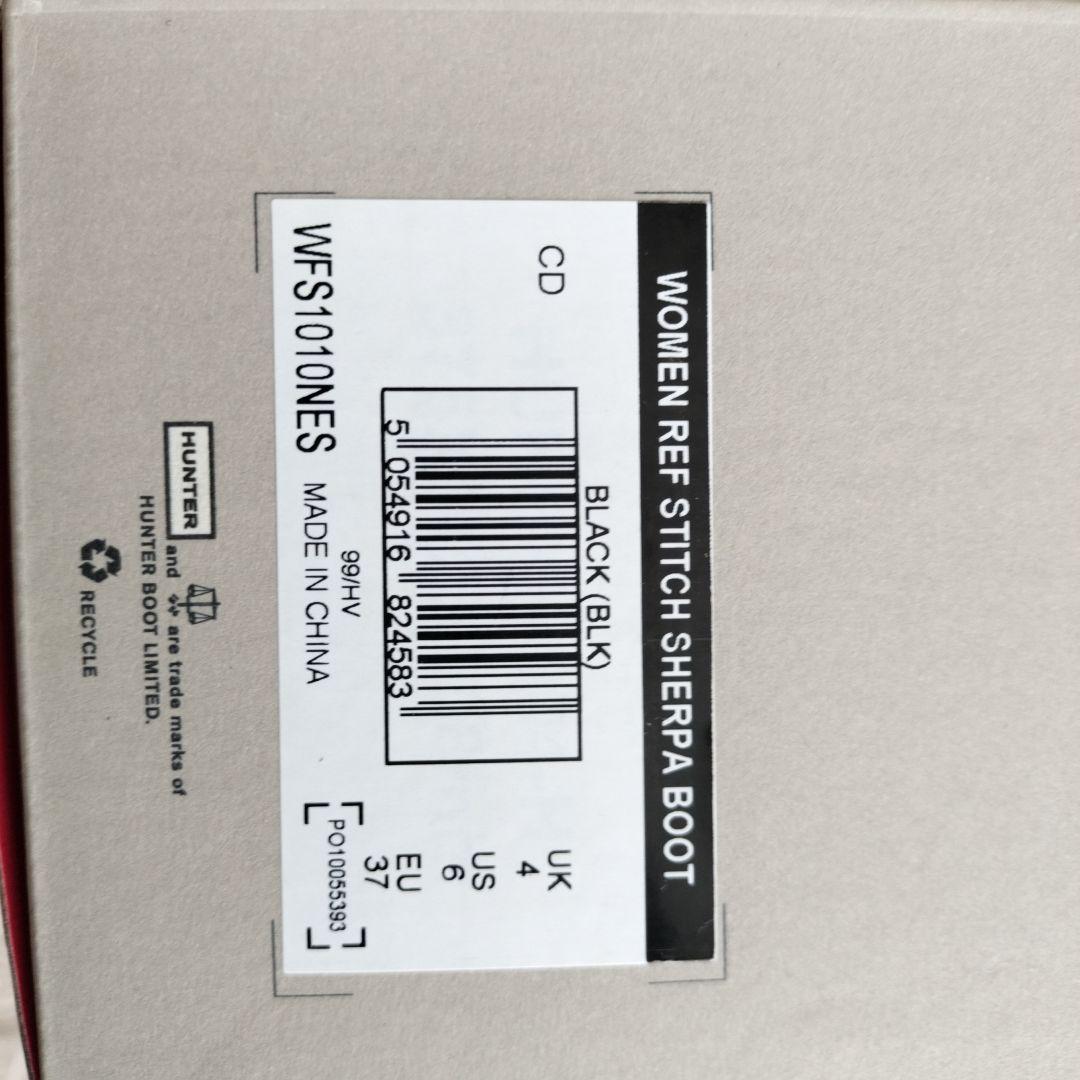 WOMEN REF STITCH SHERPA BOOT
BLACK (BLK)
CD
5 054916 824583
UK
4
US
6
EU
37
99/HV
WFS1010NES MADE IN CHINA
PO10055393
HUNTER and are trade marks of
HUNTER BOOT LIMITED.
RECYCLE